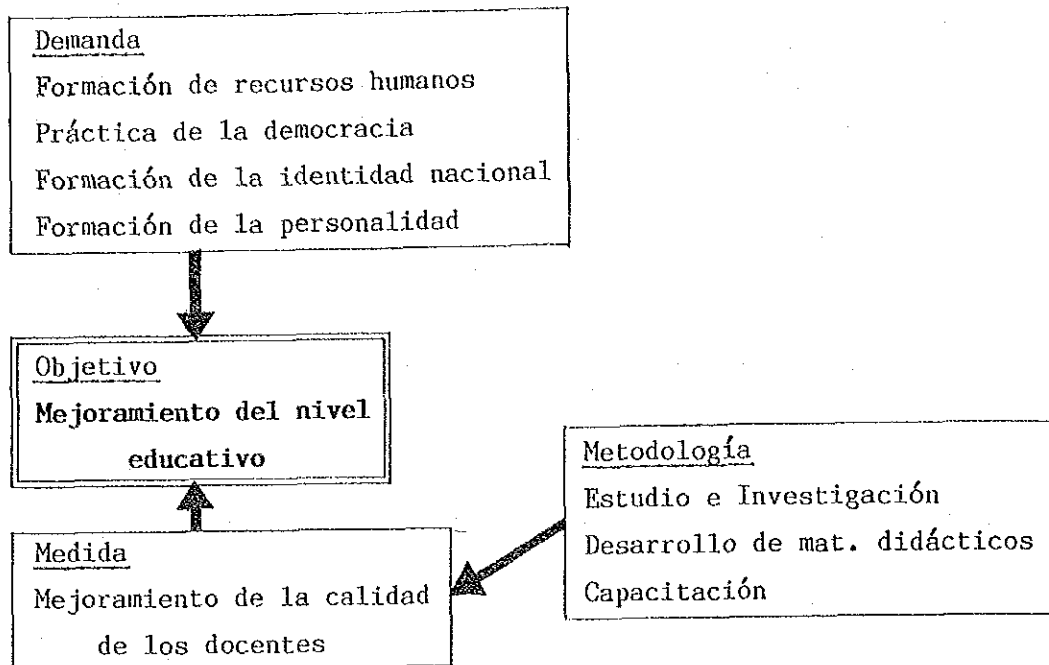 Demanda
Formación de recursos humanos
Práctica de la democracia
Formación de la identidad nacional
Formación de la personalidad
Objetivo
Mejoramiento del nivel
educativo
Medida
Mejoramiento de la calidad
de los docentes
Metodología
Estudio e Investigación
Desarrollo de mat. didácticos
Capacitación